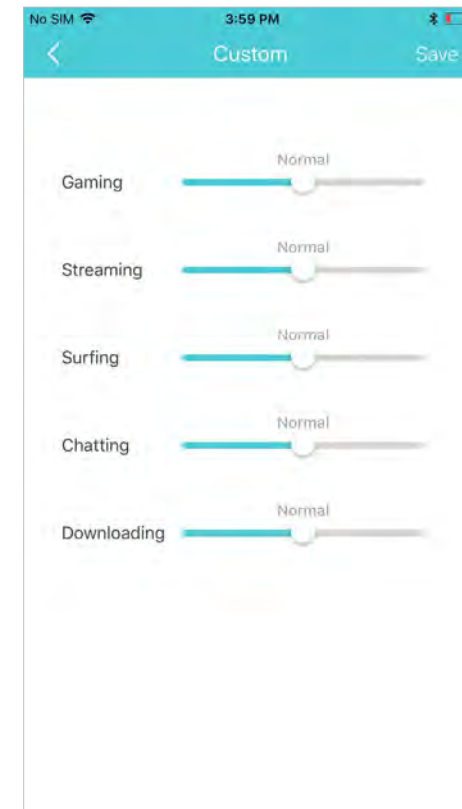 No SIM 3:59 PM
Custom Save
Normal
Gaming
Normal
Streaming
Normal
Surfing
Normal
Chatting
Normal
Downloading